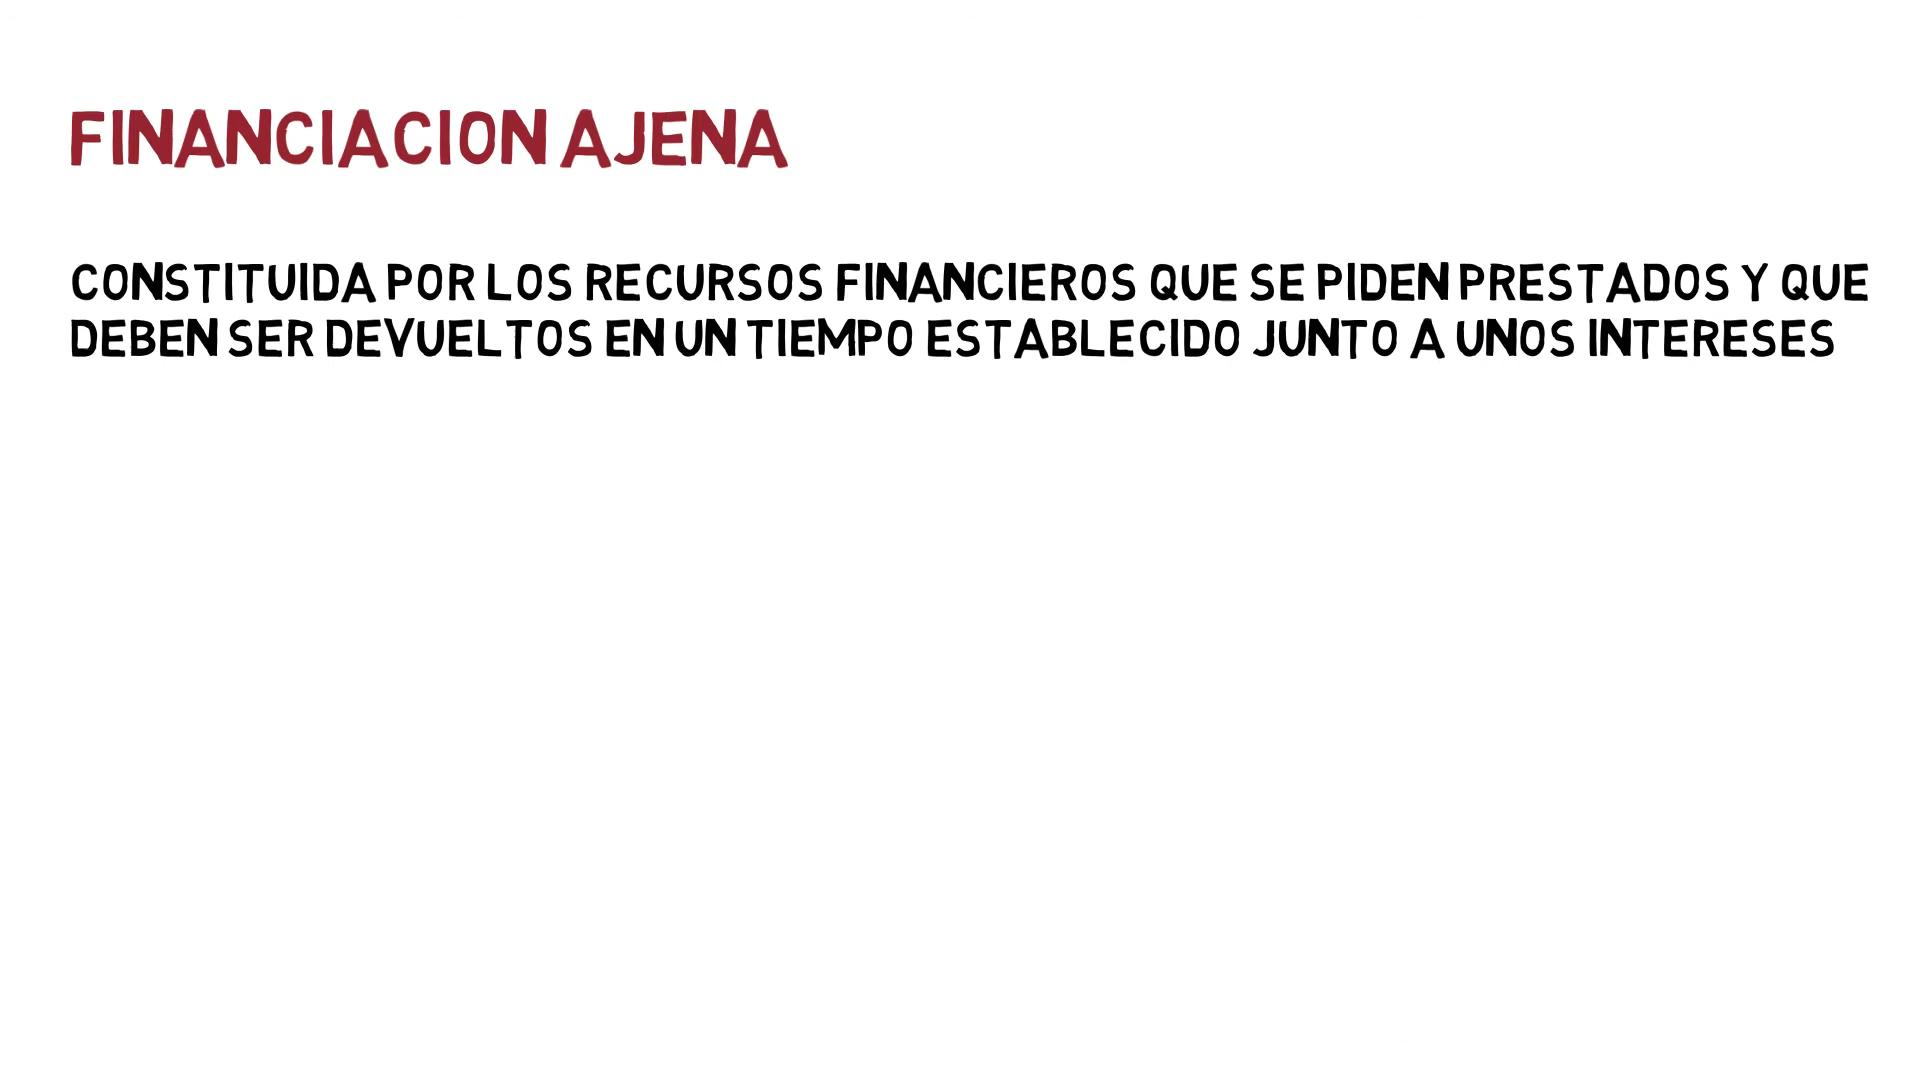 FINANCIACION AJENA
CONSTITUIDA POR LOS RECURSOS FINANCIEROS QUE SE PIDEN PRESTADOS Y QUE
DEBEN SER DEVUELTOS EN UN TIEMPO ESTABLECIDO JUNTO A UNOS INTERESES